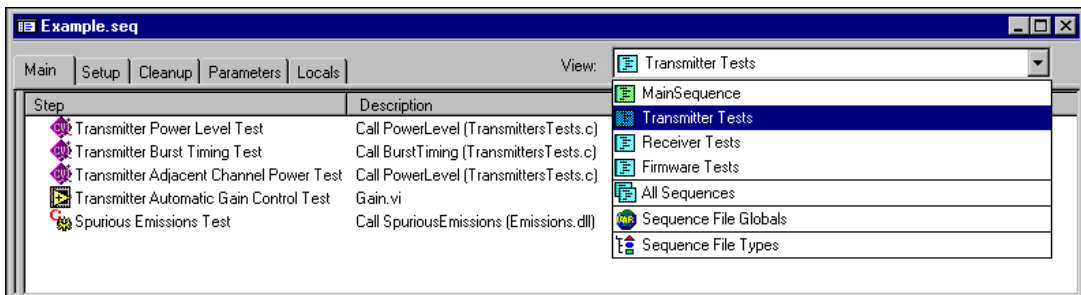 Example.seq
Main Setup Cleanup Parameters Locals View: Transmitter Tests
Step Description
Transmitter Power Level Test Call PowerLevel (TransmittersTests.c)
Transmitter Burst Timing Test Call BurstTiming (TransmittersTests.c)
Transmitter Adjacent Channel Power Test Call PowerLevel (TransmittersTests.c)
Transmitter Automatic Gain Control Test Gain.vi
Spurious Emissions Test Call SpuriousEmissions (Emissions.dll)
MainSequence
Transmitter Tests
Receiver Tests
Firmware Tests
All Sequences
Sequence File Globals
Sequence File Types